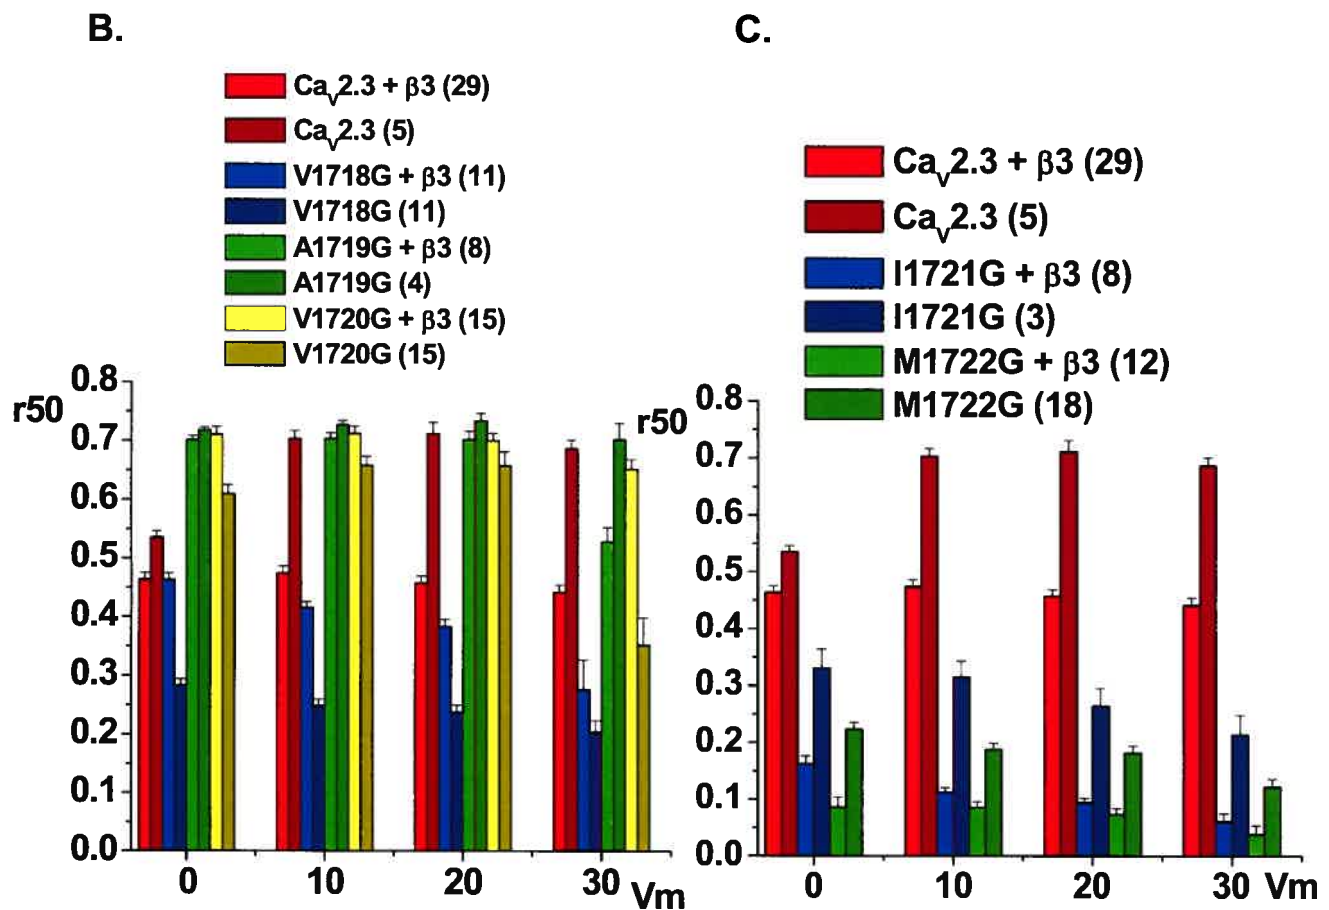 B.
Caᵥ2.3 + β3 (29)
Caᵥ2.3 (5)
V1718G + β3 (11)
V1718G (11)
A1719G + β3 (8)
A1719G (4)
V1720G + β3 (15)
V1720G (15)
r50
0.8
0.7
0.6
0.5
0.4
0.3
0.2
0.1
0.0
0 10 20 30 Vm
C.
Caᵥ2.3 + β3 (29)
Caᵥ2.3 (5)
I1721G + β3 (8)
I1721G (3)
M1722G + β3 (12)
M1722G (18)
r50
0.8
0.7
0.6
0.5
0.4
0.3
0.2
0.1
0.0
0 10 20 30 Vm